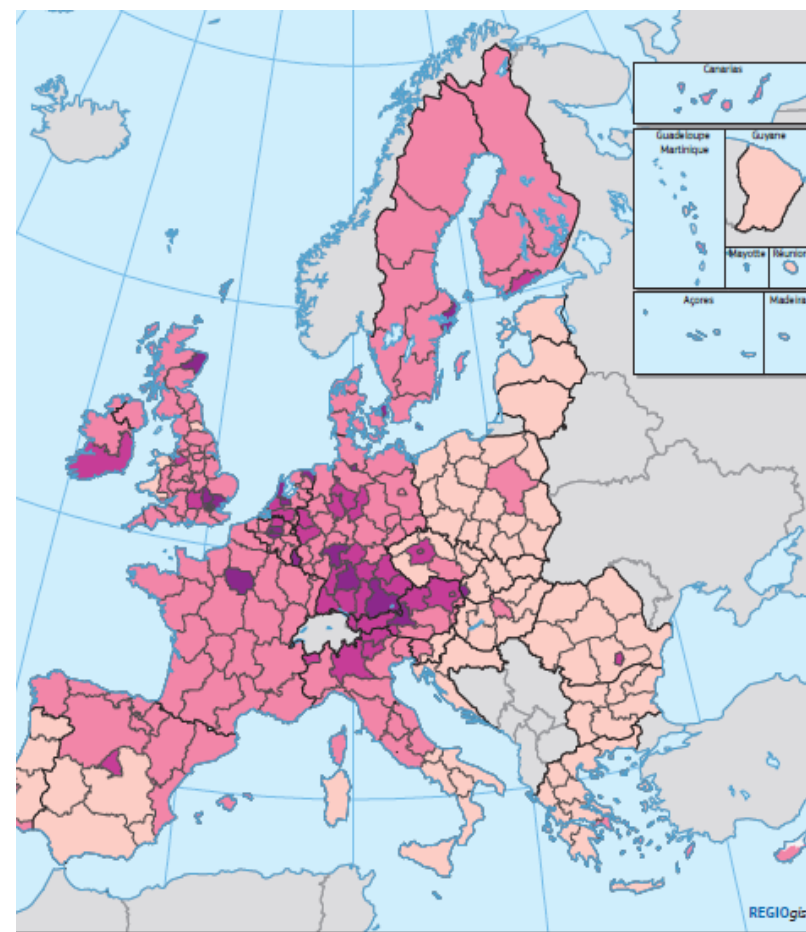 Canarias
Guadeloupe
Martinique
Guyane
Mayotte
Réunion
Açores
Madeira
REGIOgis